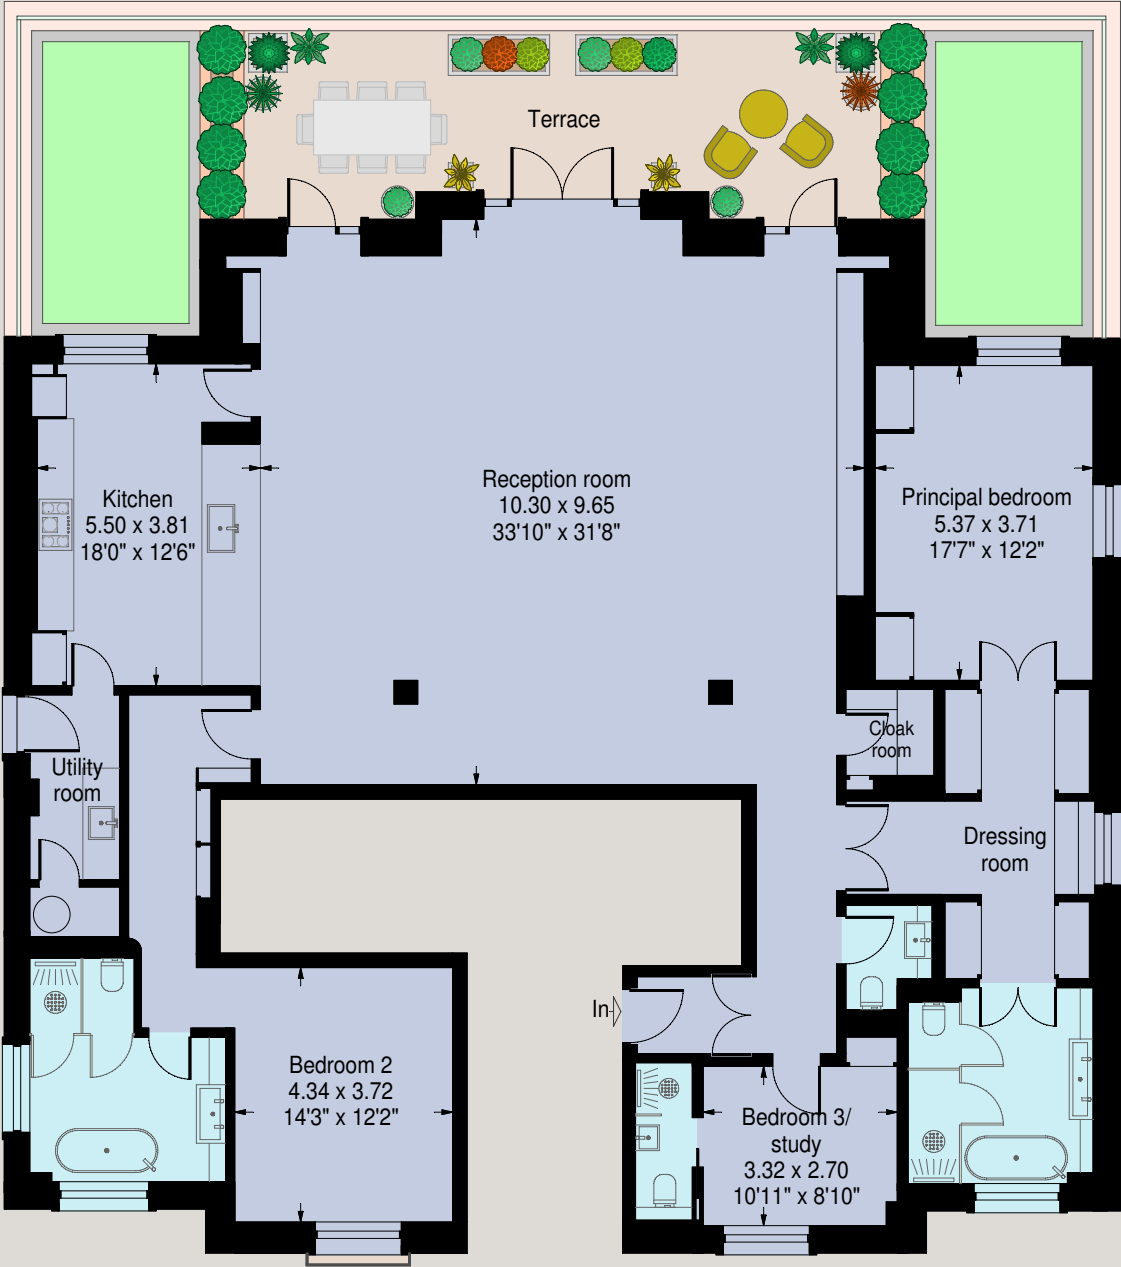 Terrace
Reception room
10.30 x 9.65
33'10" x 31'8"
Kitchen
5.50 x 3.81
18'0" x 12'6"
Principal bedroom
5.37 x 3.71
17'7" x 12'2"
Cloak
room
Utility
room
Dressing
room
In
Bedroom 2
4.34 x 3.72
14'3" x 12'2"
Bedroom 3/
study
3.32 x 2.70
10'11" x 8'10"